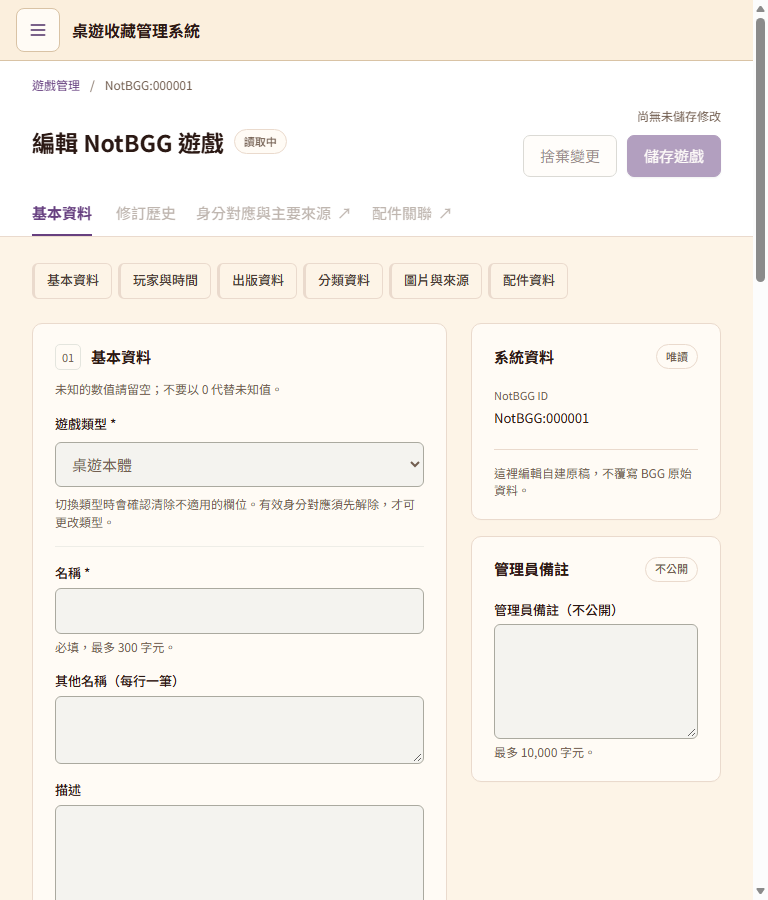 桌遊收藏管理系統
遊戲管理 / NotBGG:000001
尚無未儲存修改
編輯 NotBGG 遊戲 讀取中
捨棄變更 儲存遊戲
基本資料 修訂歷史 身分對應與主要來源 ↗ 配件關聯 ↗
基本資料 玩家與時間 出版資料 分類資料 圖片與來源 配件資料
01 基本資料
未知的數值請留空；不要以 0 代替未知值。
遊戲類型 *
桌遊本體
切換類型時會確認清除不適用的欄位。有效身分對應須先解除，才可
更改類型。
名稱 *
必填，最多 300 字元。
其他名稱（每行一筆）
描述
系統資料 唯讀
NotBGG ID
NotBGG:000001
這裡編輯自建原稿，不覆寫 BGG 原始
資料。
管理員備註 不公開
管理員備註（不公開）
最多 10,000 字元。